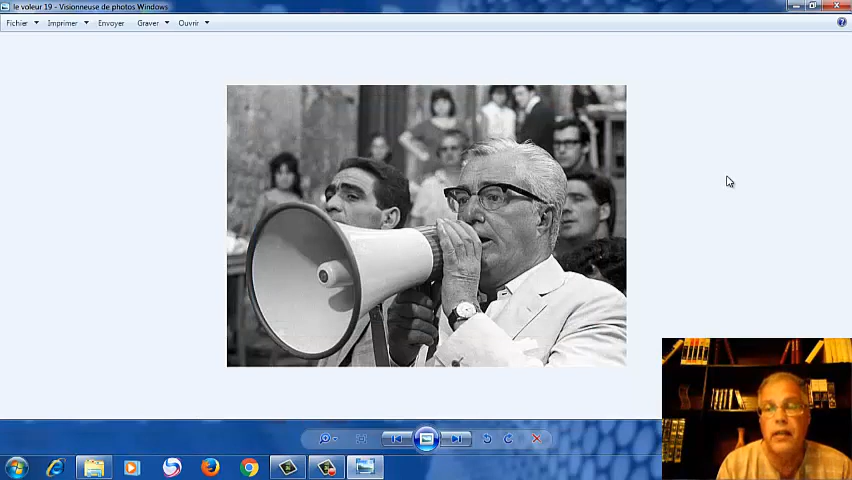 le voleur 19 - Visionneuse de photos Windows
Fichier Imprimer Envoyer Graver Ouvrir